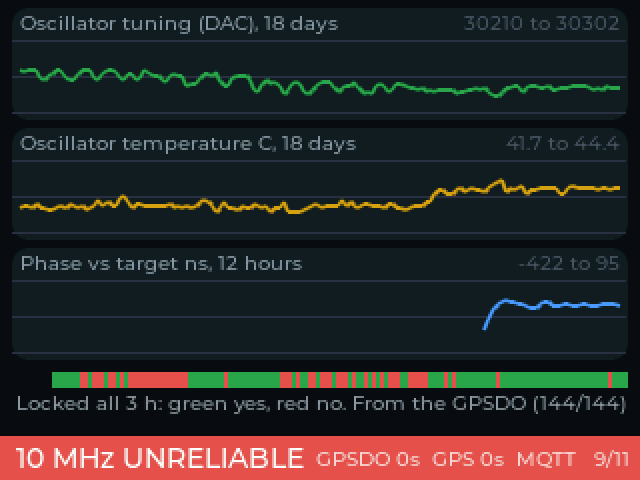 Oscillator tuning (DAC), 18 days 30210 to 30302
Oscillator temperature C, 18 days 41.7 to 44.4
Phase vs target ns, 12 hours -422 to 95
Locked all 3 h: green yes, red no. From the GPSDO (144/144)
10 MHz UNRELIABLE GPSDO 0s GPS 0s MQTT 9/11